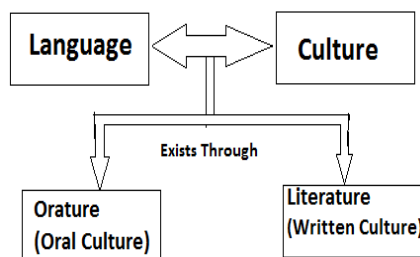 Language
Culture
Exists Through
Orature
(Oral Culture)
Literature
(Written Culture)